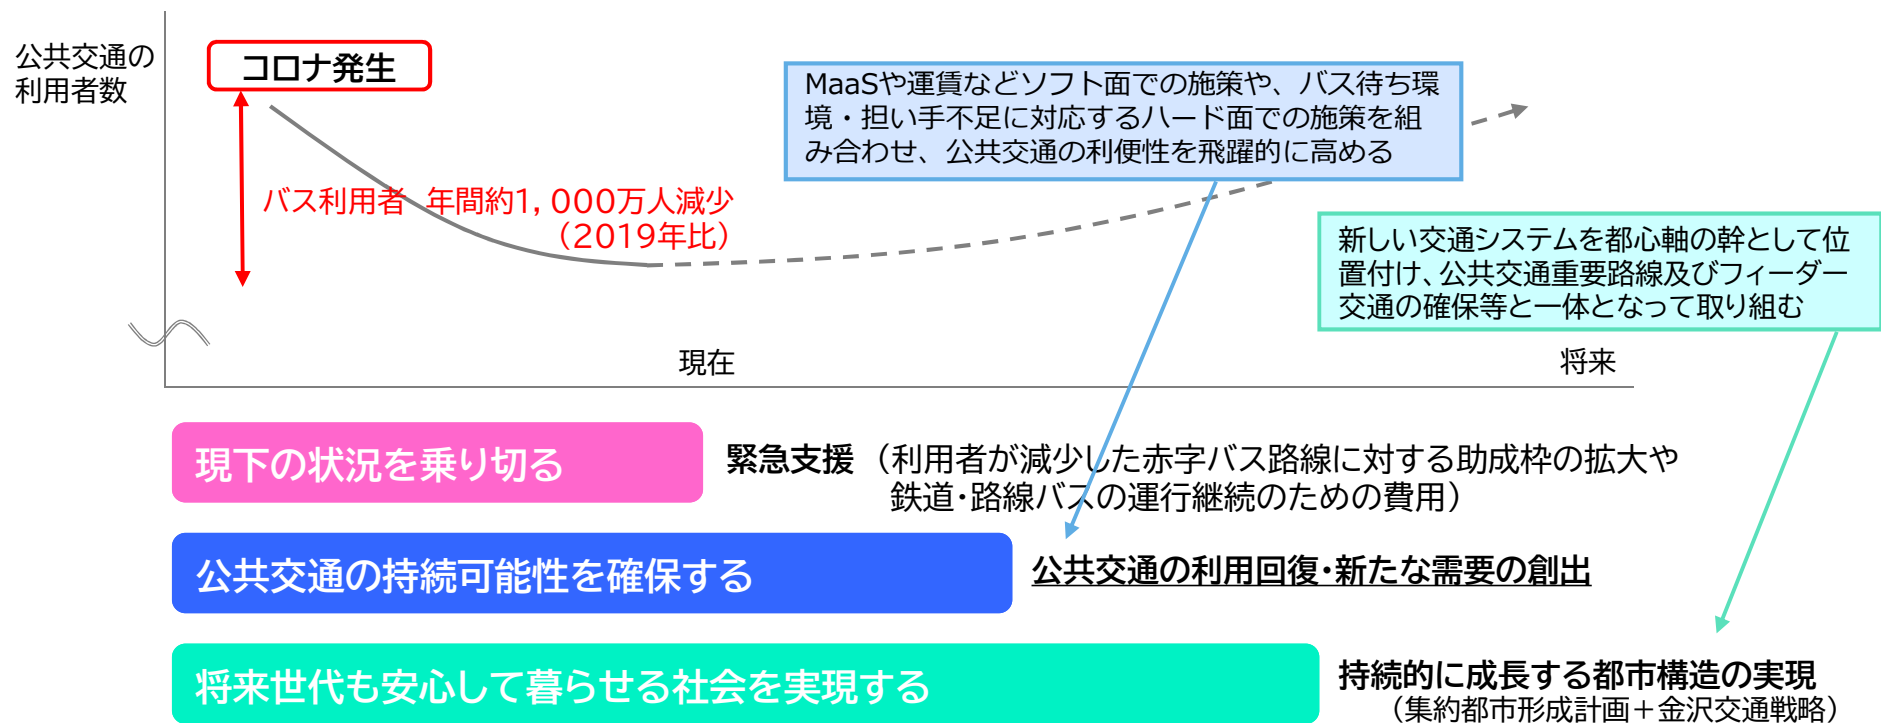 公共交通の
利用者数
コロナ発生
MaaSや運賃などソフト面での施策や、バス待ち環
境・担い手不足に対応するハード面での施策を組
み合わせ、公共交通の利便性を飛躍的に高める
バス利用者　年間約1,000万人減少
（2019年比）
新しい交通システムを都心軸の幹として位
置付け、公共交通重要路線及びフィーダー
交通の確保等と一体となって取り組む
現在
将来
現下の状況を乗り切る
緊急支援（利用者が減少した赤字バス路線に対する助成枠の拡大や
鉄道・路線バスの運行継続のための費用）
公共交通の持続可能性を確保する
公共交通の利用回復・新たな需要の創出
将来世代も安心して暮らせる社会を実現する
持続的に成長する都市構造の実現
（集約都市形成計画＋金沢交通戦略）